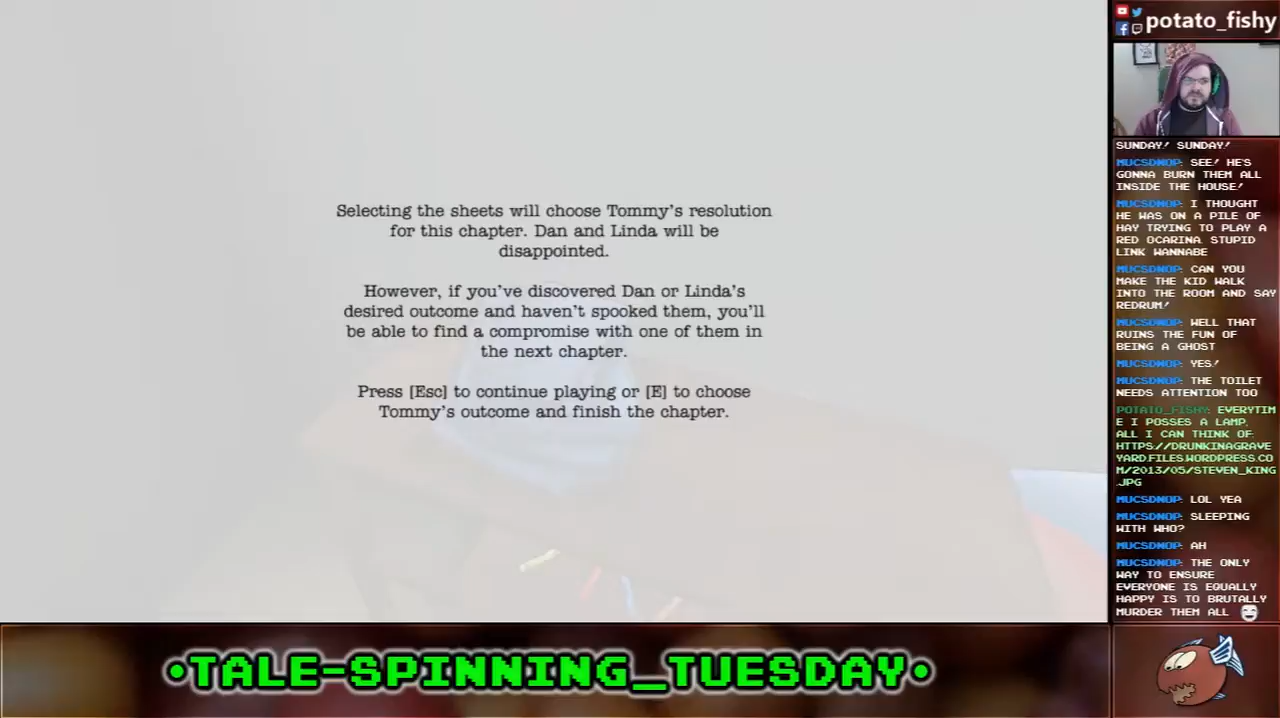 Selecting the sheets will choose Tommy's resolution
for this chapter. Dan and Linda will be
disappointed.
However, if you've discovered Dan or Linda's
desired outcome and haven't spooked them, you'll
be able to find a compromise with one of them in
the next chapter.
Press [Esc] to continue playing or [E] to choose
Tommy's outcome and finish the chapter.
potato_fishy
SUNDAY! SUNDAY!
MUCSDNOP: SEE! HE'S
GONNA BURN THEM ALL
INSIDE THE HOUSE!
MUCSDNOP: I THOUGHT
HE WAS ON A PILE OF
HAY TRYING TO PLAY A
RED OCARINA. STUPID
LINK WANNABE
MUCSDNOP: CAN YOU
MAKE THE KID WALK
INTO THE ROOM AND SAY
REDRUM!
MUCSDNOP: WELL THAT
RUINS THE FUN OF
BEING A GHOST
MUCSDNOP: YES!
MUCSDNOP: THE TOILET
NEEDS ATTENTION TOO
POTATO_FISHY: EVERYTIM
E I POSSES A LAMP,
ALL I CAN THINK OF:
HTTPS://DRUNKINAGRAVE
YARD.FILES.WORDPRESS.CO
M/2013/05/STEVEN_KING
.JPG
MUCSDNOP: LOL YEA
MUCSDNOP: SLEEPING
WITH WHO?
MUCSDNOP: AH
MUCSDNOP: THE ONLY
WAY TO ENSURE
EVERYONE IS EQUALLY
HAPPY IS TO BRUTALLY
MURDER THEM ALL
•TALE-SPINNING_TUESDAY•